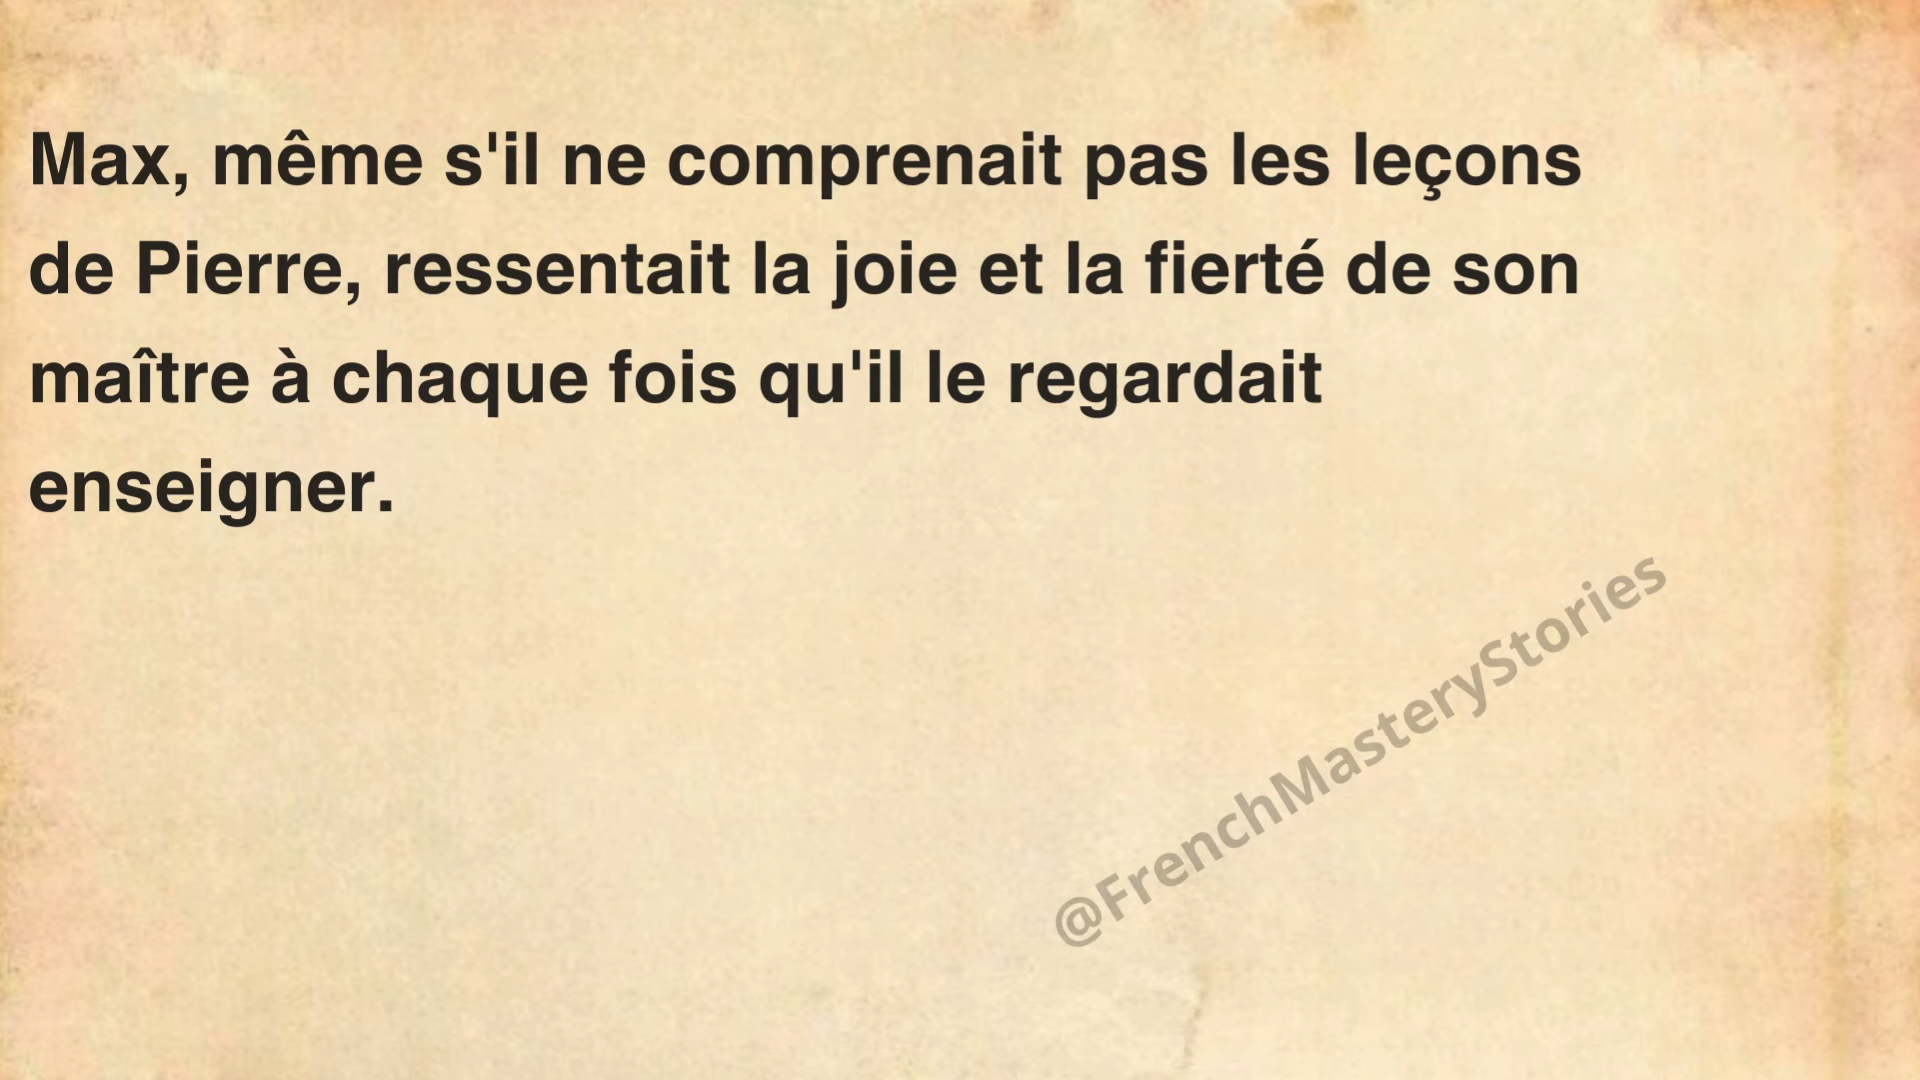 Max, même s'il ne comprenait pas les leçons
de Pierre, ressentait la joie et la fierté de son
maître à chaque fois qu'il le regardait
enseigner.
@FrenchMasteryStories